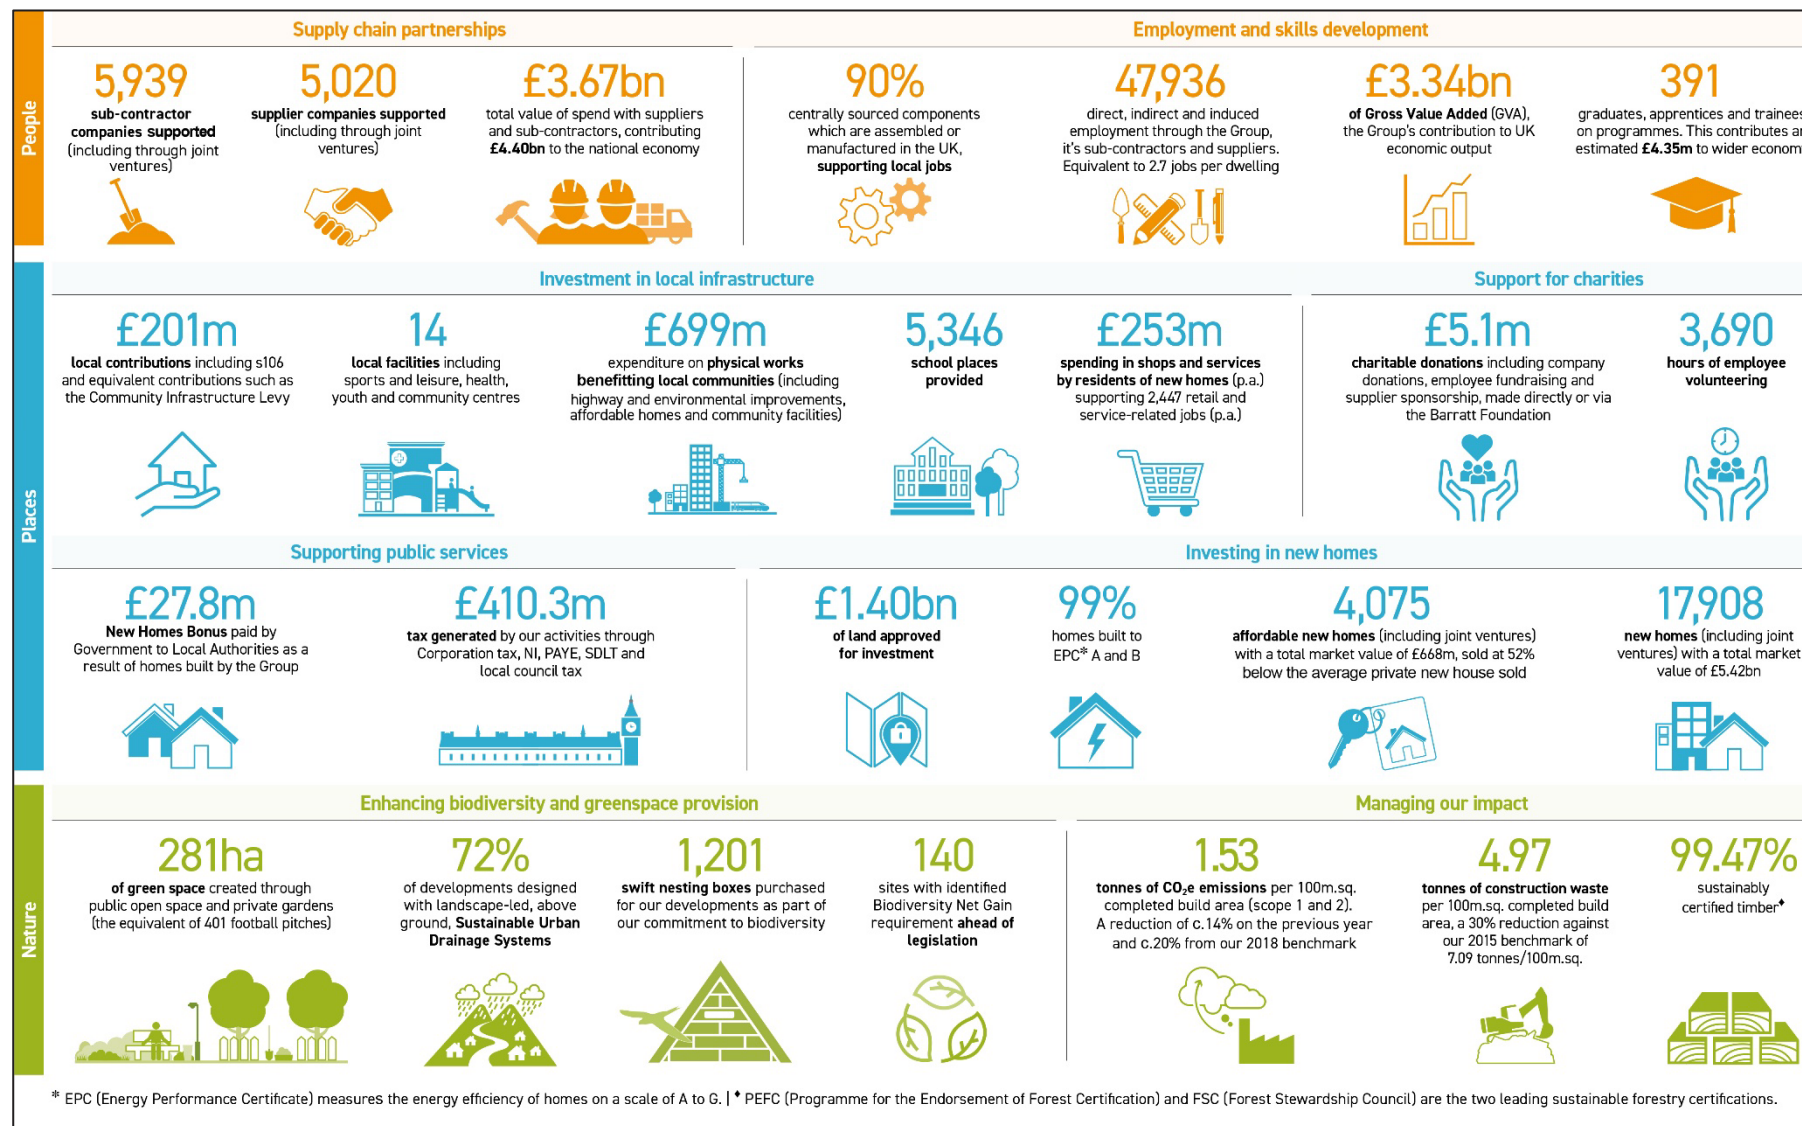 People
Supply chain partnerships
5,939
sub-contractor
companies supported
(including through joint
ventures)
5,020
supplier companies supported
(including through joint
ventures)
£3.67bn
total value of spend with suppliers
and sub-contractors, contributing
£4.40bn to the national economy
Employment and skills development
90%
centrally sourced components
which are assembled or
manufactured in the UK,
supporting local jobs
47,936
direct, indirect and induced
employment through the Group,
it's sub-contractors and suppliers.
Equivalent to 2.7 jobs per dwelling
£3.34bn
of Gross Value Added (GVA),
the Group's contribution to UK
economic output
391
graduates, apprentices and trainees
on programmes. This contributes an
estimated £4.35m to wider econom
Places
Investment in local infrastructure
£201m
local contributions including s106
and equivalent contributions such as
the Community Infrastructure Levy
14
local facilities including
sports and leisure, health,
youth and community centres
£699m
expenditure on physical works
benefitting local communities (including
highway and environmental improvements,
affordable homes and community facilities)
5,346
school places
provided
£253m
spending in shops and services
by residents of new homes (p.a.)
supporting 2,447 retail and
service-related jobs (p.a.)
Support for charities
£5.1m
charitable donations including company
donations, employee fundraising and
supplier sponsorship, made directly or via
the Barratt Foundation
3,690
hours of employee
volunteering
Supporting public services
£27.8m
New Homes Bonus paid by
Government to Local Authorities as a
result of homes built by the Group
£410.3m
tax generated by our activities through
Corporation tax, NI, PAYE, SDLT and
local council tax
Investing in new homes
£1.40bn
of land approved
for investment
99%
homes built to
EPC* A and B
4,075
affordable new homes (including joint ventures)
with a total market value of £668m, sold at 52%
below the average private new house sold
17,908
new homes (including joint
ventures) with a total market
value of £5.42bn
Nature
Enhancing biodiversity and greenspace provision
281ha
of green space created through
public open space and private gardens
(the equivalent of 401 football pitches)
72%
of developments designed
with landscape-led, above
ground, Sustainable Urban
Drainage Systems
1,201
swift nesting boxes purchased
for our developments as part of
our commitment to biodiversity
140
sites with identified
Biodiversity Net Gain
requirement ahead of
legislation
Managing our impact
1.53
tonnes of CO₂e emissions per 100m.sq.
completed build area (scope 1 and 2).
A reduction of c.14% on the previous year
and c.20% from our 2018 benchmark
4.97
tonnes of construction waste
per 100m.sq. completed build
area, a 30% reduction against
our 2015 benchmark of
7.09 tonnes/100m.sq.
99.47%
sustainably
certified timber♦
* EPC (Energy Performance Certificate) measures the energy efficiency of homes on a scale of A to G. | ♦ PEFC (Programme for the Endorsement of Forest Certification) and FSC (Forest Stewardship Council) are the two leading sustainable forestry certifications.